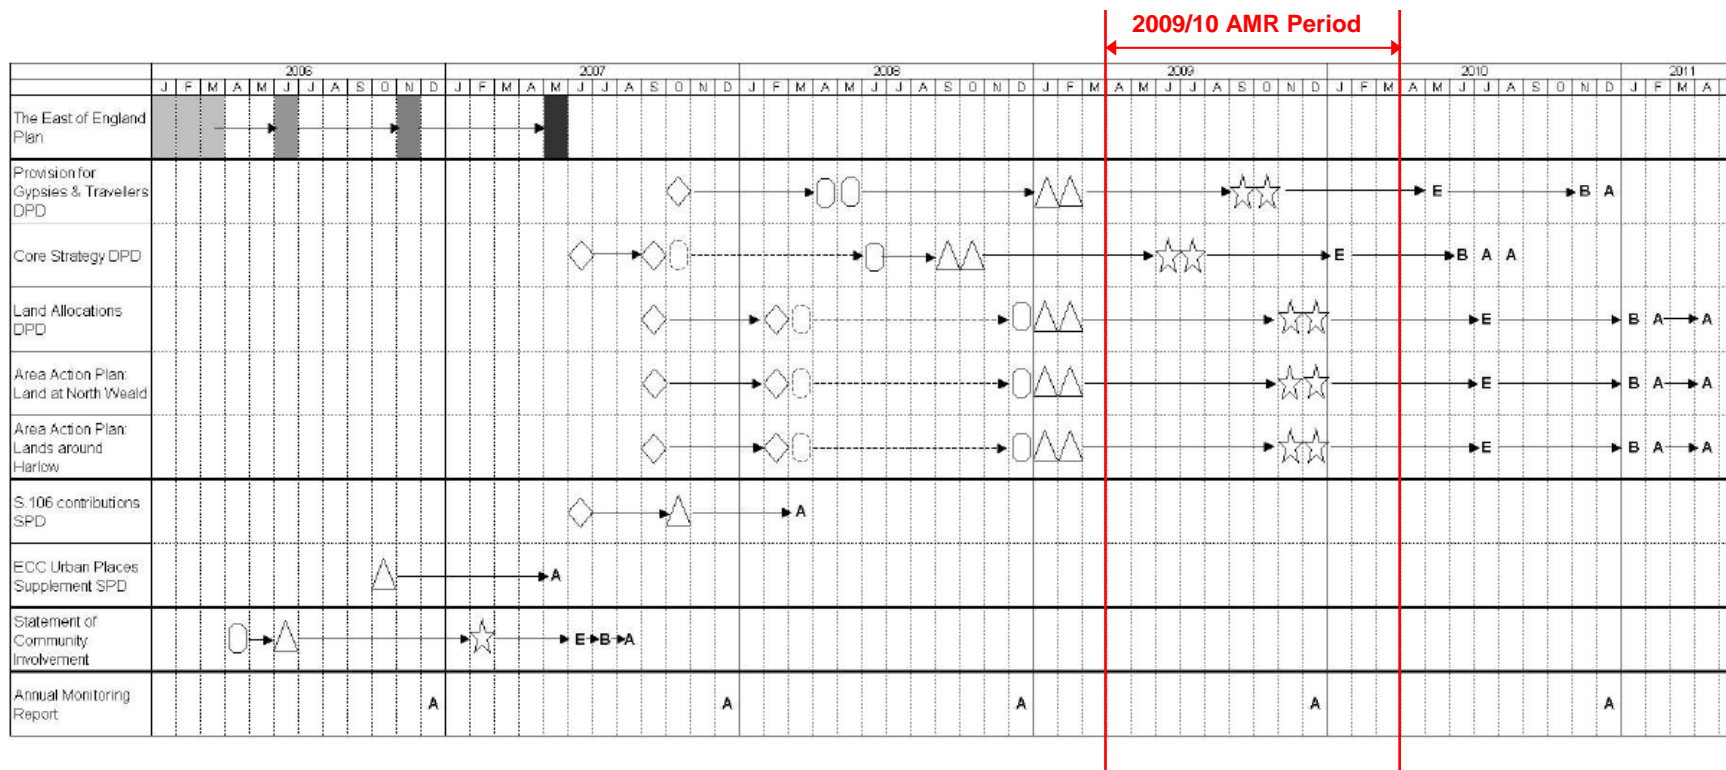 2009/10 AMR Period
2006 2007 2008 2009 2010 2011
J F M A M J J A S O N D J F M A M J J A S O N D J F M A M J J A S O N D J F M A M J J A S O N D J F M A M J J A S O N D J F M A
The East of England
Plan
Provision for
Gypsies & Travellers
DPD
E B A
Core Strategy DPD
E B A A
Land Allocations
DPD
E B A A
Area Action Plan:
Land at North Weald
E B A A
Area Action Plan:
Lands around
Harlow
E B A A
S.106 contributions
SPD
A
ECC Urban Places
Supplement SPD
A
Statement of
Community
Involvement
E B A
Annual Monitoring
Report
A A A A A